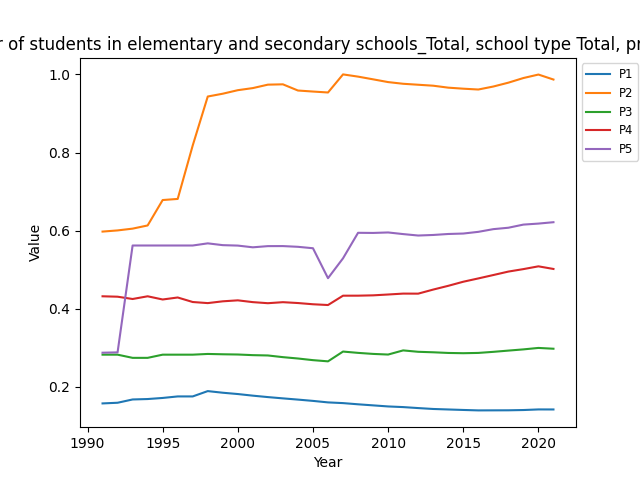 r of students in elementary and secondary schools_Total, school type Total, pr
1.0
0.8
0.6
0.4
0.2
Value
1990 1995 2000 2005 2010 2015 2020
Year
P1
P2
P3
P4
P5